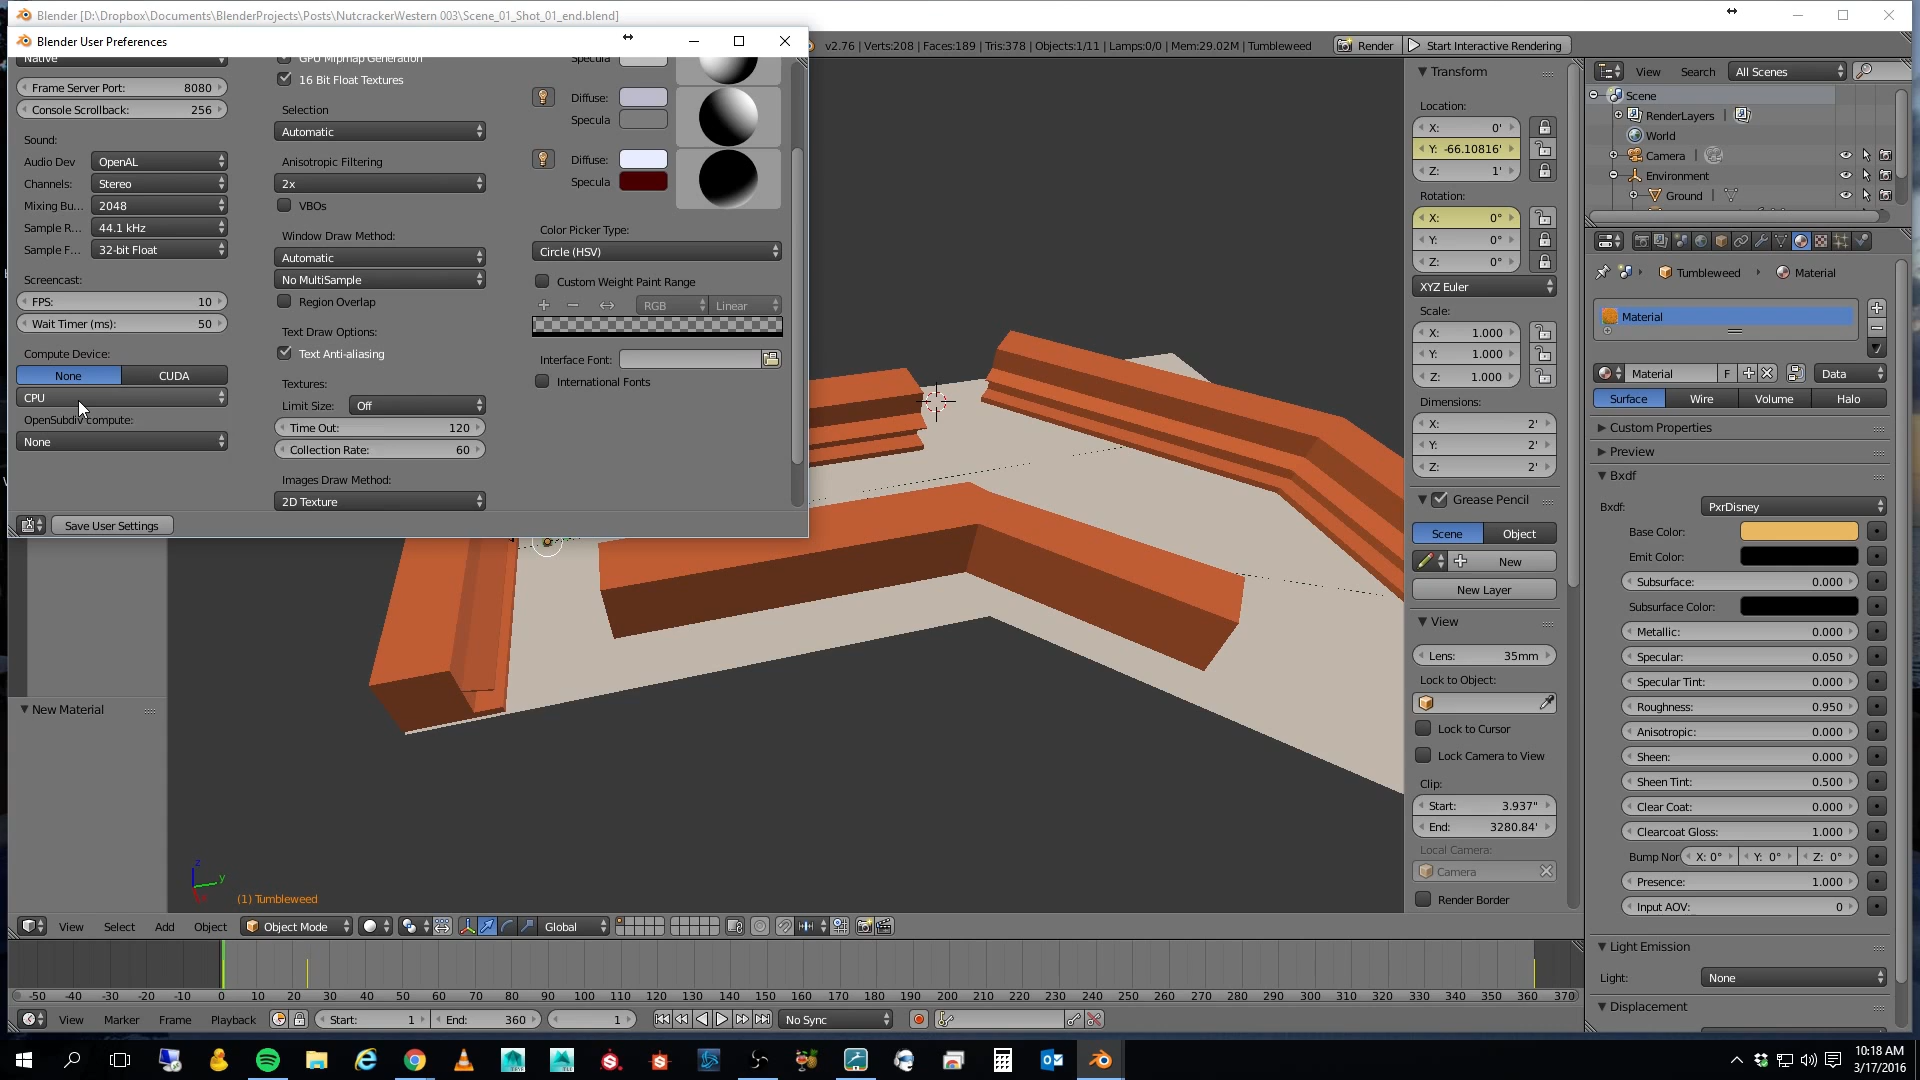 Blender [D:\Dropbox\Documents\BlenderProjects\Posts\NutcrackerWestern 003\Scene_01_Shot_01_end.blend]
Blender User Preferences
v2.76 | Verts:208 | Faces:189 | Tris:378 | Objects:1/11 | Lamps:0/0 | Mem:29.02M | Tumbleweed
Render
Start Interactive Rendering
Native
Frame Server Port: 8080
Console Scrollback: 256
Sound:
Audio Dev OpenAL
Channels: Stereo
Mixing Bu... 2048
Sample R... 44.1 kHz
Sample F... 32-bit Float
Screencast:
FPS: 10
Wait Timer (ms): 50
Compute Device:
None CUDA
CPU
OpenSubdiv compute:
None
Save User Settings
GPU Mipmap Generation
16 Bit Float Textures
Selection
Automatic
Anisotropic Filtering
2x
VBOs
Window Draw Method:
Automatic
No MultiSample
Region Overlap
Text Draw Options:
Text Anti-aliasing
Textures:
Limit Size: Off
Time Out: 120
Collection Rate: 60
Images Draw Method:
2D Texture
Specula
Diffuse:
Specula
Diffuse:
Specula
Color Picker Type:
Circle (HSV)
Custom Weight Paint Range
RGB Linear
Interface Font:
International Fonts
New Material
(1) Tumbleweed
z
y
Transform
Location:
X: 0'
Y: -66.10816'
Z: 1'
Rotation:
X: 0°
Y: 0°
Z: 0°
XYZ Euler
Scale:
X: 1.000
Y: 1.000
Z: 1.000
Dimensions:
X: 2'
Y: 2'
Z: 2'
Grease Pencil
Scene Object
New
New Layer
View
Lens: 35mm
Lock to Object:
Lock to Cursor
Lock Camera to View
Clip:
Start: 3.937"
End: 3280.84'
Local Camera:
Camera
Render Border
View Search All Scenes
Scene
RenderLayers
World
Camera
Environment
Ground
Tumbleweed Material
Material
Material F Data
Surface Wire Volume Halo
Custom Properties
Preview
Bxdf
Bxdf: PxrDisney
Base Color:
Emit Color:
Subsurface: 0.000
Subsurface Color:
Metallic: 0.000
Specular: 0.050
Specular Tint: 0.000
Roughness: 0.950
Anisotropic: 0.000
Sheen: 0.000
Sheen Tint: 0.500
Clear Coat: 0.000
Clearcoat Gloss: 1.000
Bump Nor X: 0° Y: 0° Z: 0°
Presence: 1.000
Input AOV: 0
Light Emission
Light: None
Displacement
View Select Add Object Object Mode Global
-50 -40 -30 -20 -10 0 10 20 30 40 50 60 70 80 90 100 110 120 130 140 150 160 170 180 190 200 210 220 230 240 250 260 270 280 290 300 310 320 330 340 350 360 370
View Marker Frame Playback Start: 1 End: 360 1 No Sync
10:18 AM
3/17/2016